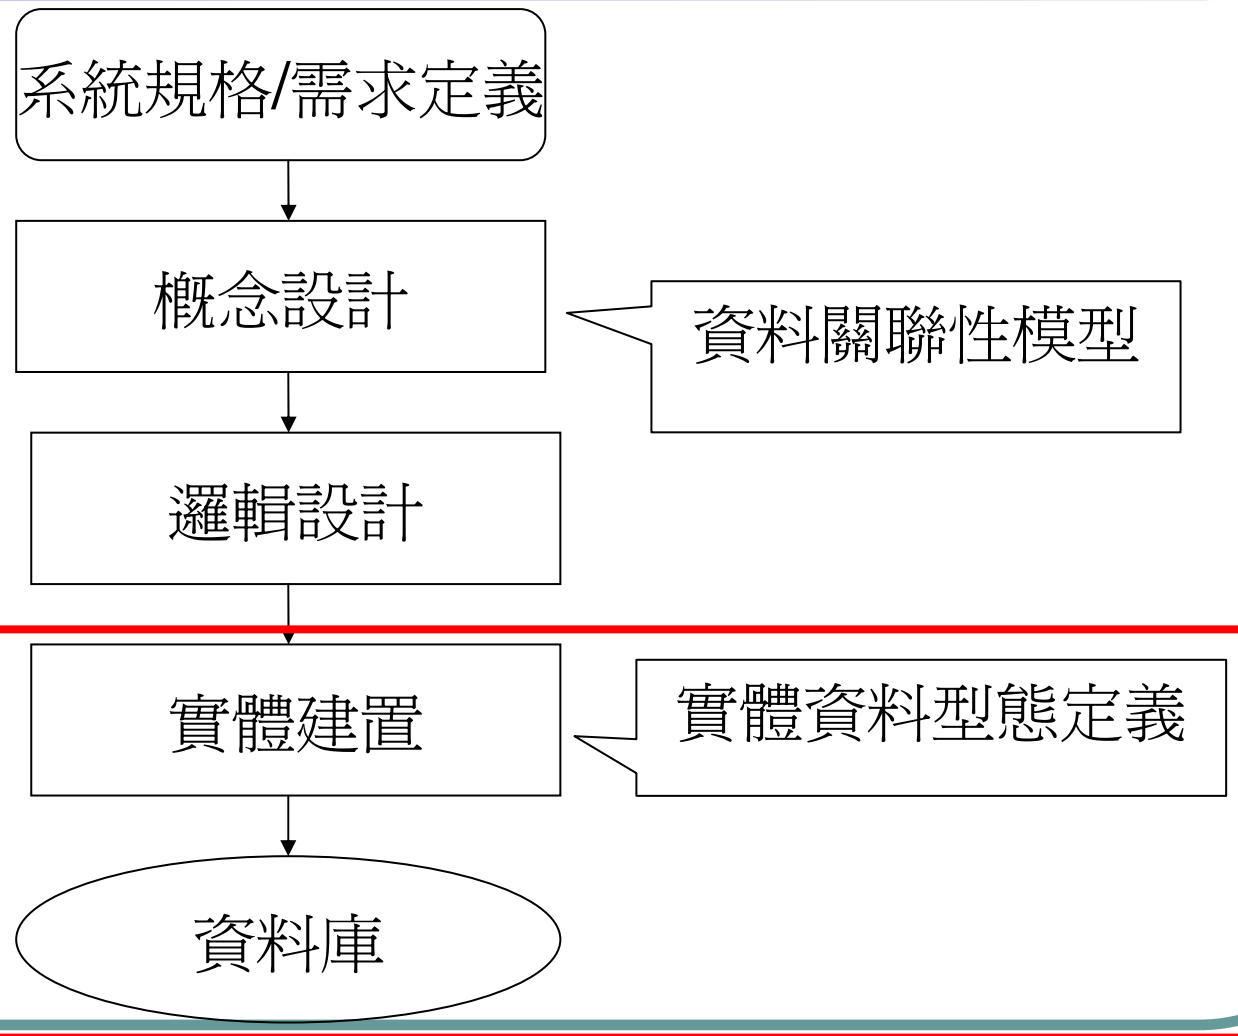 系統規格/需求定義
概念設計
資料關聯性模型
邏輯設計
實體建置
實體資料型態定義
資料庫